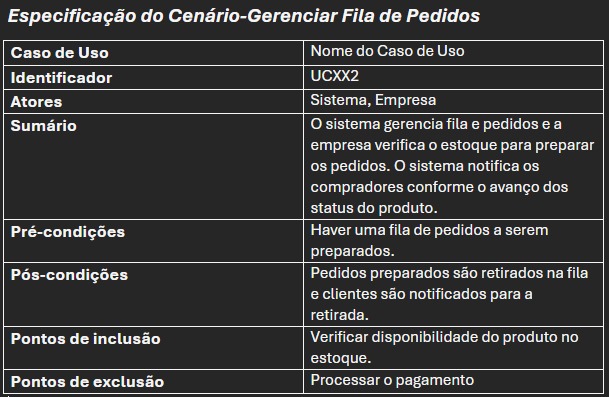 Especificação do Cenário-Gerenciar Fila de Pedidos
Caso de Uso
Nome do Caso de Uso
Identificador
UCXX2
Atores
Sistema, Empresa
Sumário
O sistema gerencia fila e pedidos e a
empresa verifica o estoque para preparar
os pedidos. O sistema notifica os
compradores conforme o avanço dos
status do produto.
Pré-condições
Haver uma fila de pedidos a serem
preparados.
Pós-condições
Pedidos preparados são retirados na fila
e clientes são notificados para a
retirada.
Pontos de inclusão
Verificar disponibilidade do produto no
estoque.
Pontos de exclusão
Processar o pagamento